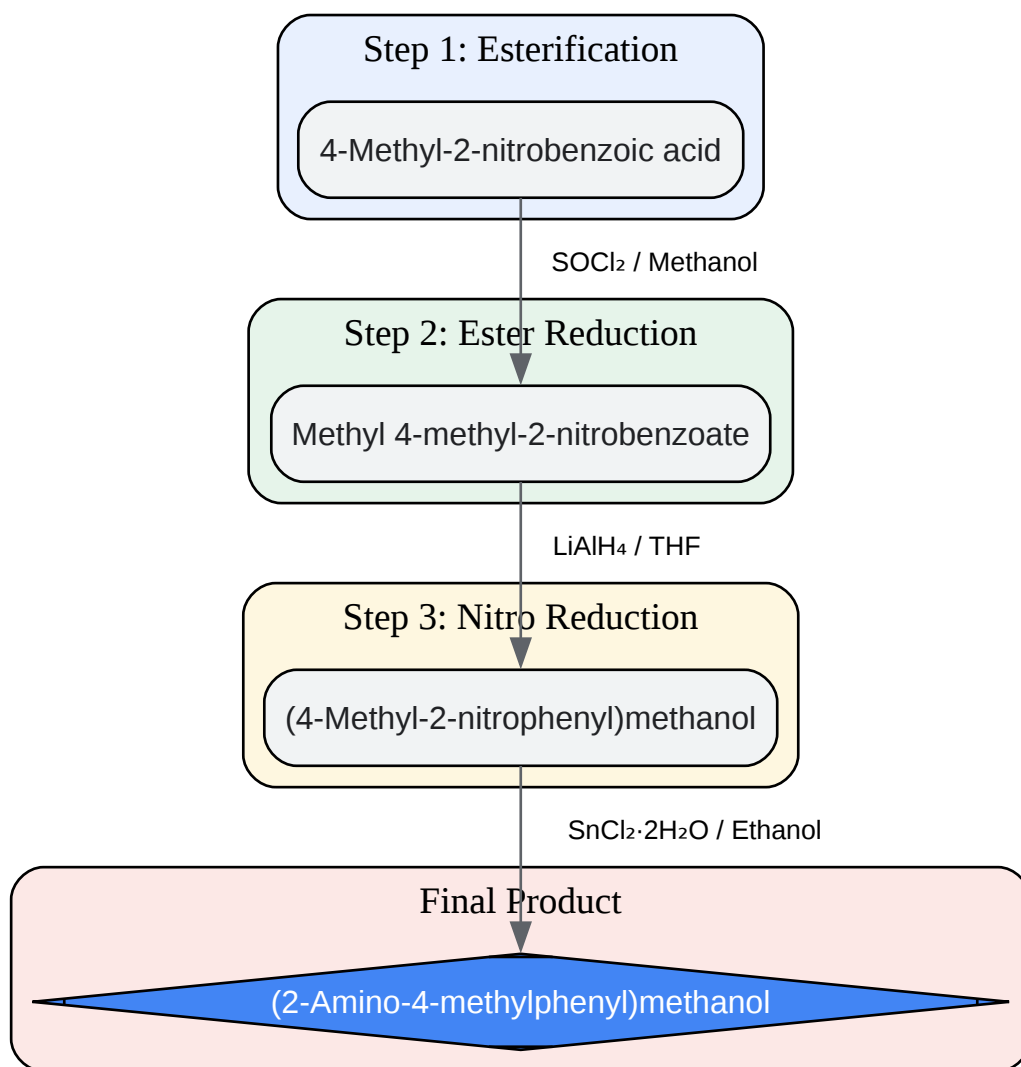 Step 1: Esterification
4-Methyl-2-nitrobenzoic acid
SOCl₂ / Methanol
Step 2: Ester Reduction
Methyl 4-methyl-2-nitrobenzoate
LiAlH₄ / THF
Step 3: Nitro Reduction
(4-Methyl-2-nitrophenyl)methanol
SnCl₂·2H₂O / Ethanol
Final Product
(2-Amino-4-methylphenyl)methanol